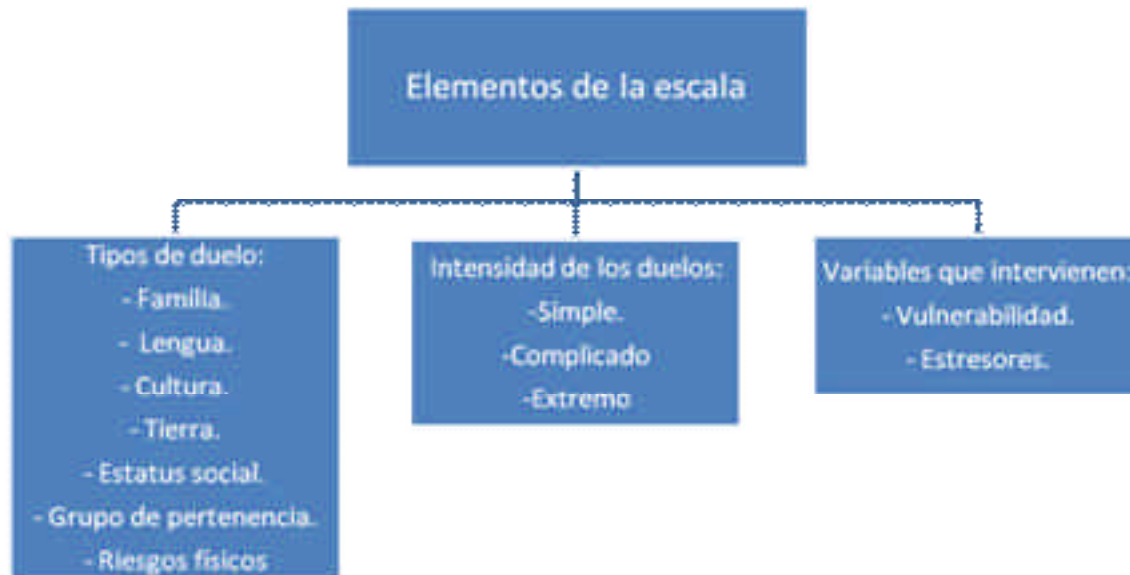 Elementos de la escala
Tipos de duelo:
- Familia.
- Lengua.
- Cultura.
- Tierra.
- Estatus social.
- Grupo de pertenencia.
- Riesgos físicos
Intensidad de los duelos:
-Simple.
-Complicado
-Extremo
Variables que intervienen:
- Vulnerabilidad.
- Estresores.